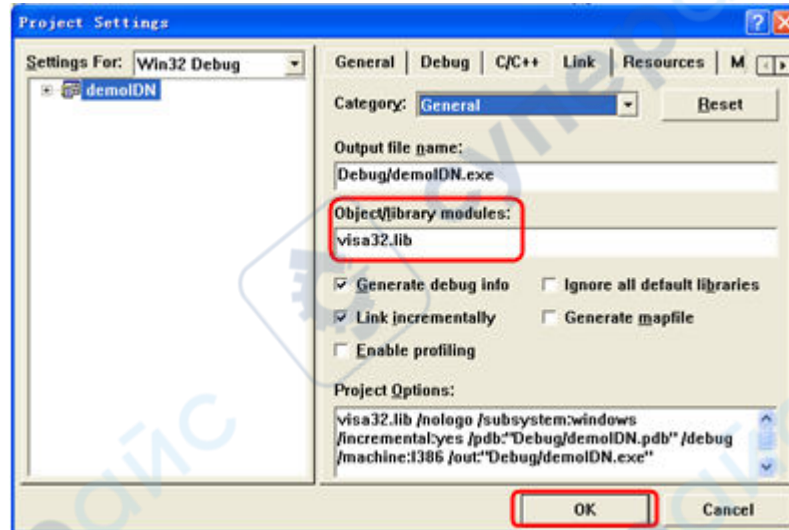 Project Settings
Settings For: Win32 Debug
demoIDN
General Debug C/C++ Link Resources M
Category: General Reset
Output file name:
Debug/demoIDN.exe
Object/library modules:
visa32.lib
Generate debug info Ignore all default libraries
Link incrementally Generate mapfile
Enable profiling
Project Options:
visa32.lib /nologo /subsystem:windows
/incremental:yes /pdb:"Debug/demoIDN.pdb" /debug
/machine:I386 /out:"Debug/demoIDN.exe"
OK Cancel